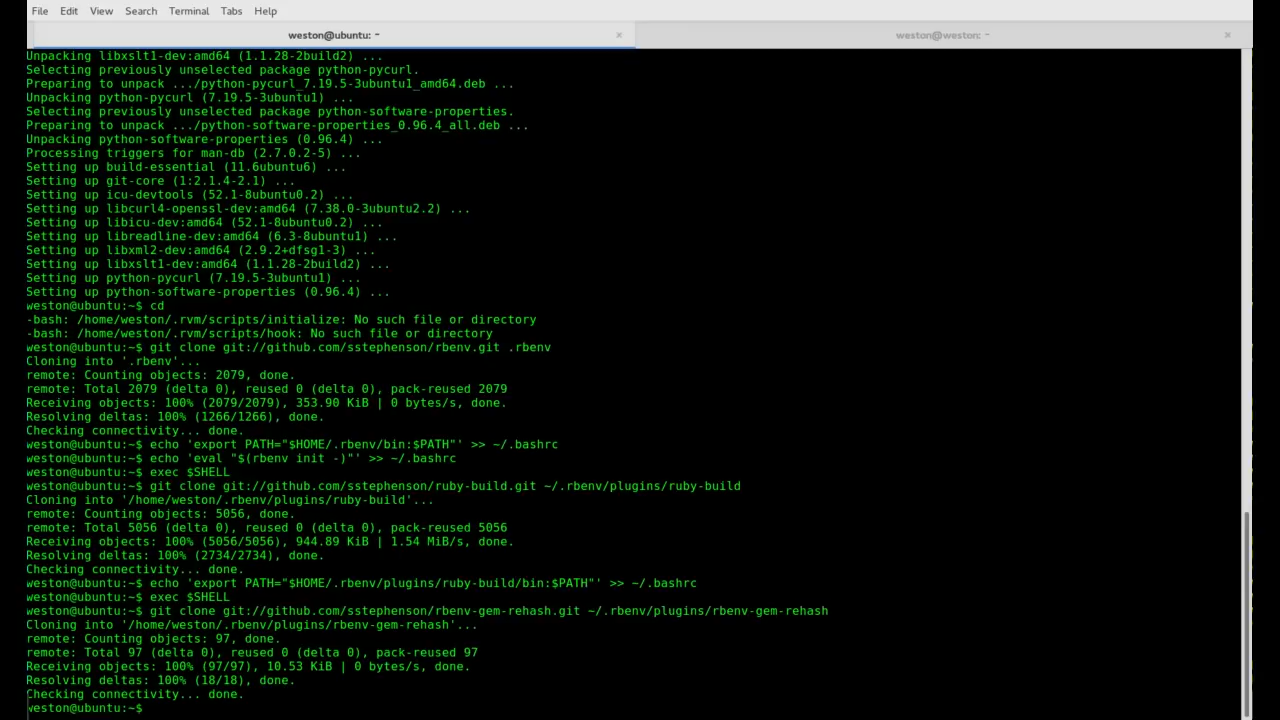 File Edit View Search Terminal Tabs Help
weston@ubuntu: ~ × weston@weston: ~ ×
Unpacking libxslt1-dev:amd64 (1.1.28-2build2) ...
Selecting previously unselected package python-pycurl.
Preparing to unpack .../python-pycurl_7.19.5-3ubuntu1_amd64.deb ...
Unpacking python-pycurl (7.19.5-3ubuntu1) ...
Selecting previously unselected package python-software-properties.
Preparing to unpack .../python-software-properties_0.96.4_all.deb ...
Unpacking python-software-properties (0.96.4) ...
Processing triggers for man-db (2.7.0.2-5) ...
Setting up build-essential (11.6ubuntu6) ...
Setting up git-core (1:2.1.4-2.1) ...
Setting up icu-devtools (52.1-8ubuntu0.2) ...
Setting up libcurl4-openssl-dev:amd64 (7.38.0-3ubuntu2.2) ...
Setting up libicu-dev:amd64 (52.1-8ubuntu0.2) ...
Setting up libreadline-dev:amd64 (6.3-8ubuntu1) ...
Setting up libxml2-dev:amd64 (2.9.2+dfsg1-3) ...
Setting up libxslt1-dev:amd64 (1.1.28-2build2) ...
Setting up python-pycurl (7.19.5-3ubuntu1) ...
Setting up python-software-properties (0.96.4) ...
weston@ubuntu:~$ cd
-bash: /home/weston/.rvm/scripts/initialize: No such file or directory
-bash: /home/weston/.rvm/scripts/hook: No such file or directory
weston@ubuntu:~$ git clone git://github.com/sstephenson/rbenv.git .rbenv
Cloning into '.rbenv'...
remote: Counting objects: 2079, done.
remote: Total 2079 (delta 0), reused 0 (delta 0), pack-reused 2079
Receiving objects: 100% (2079/2079), 353.90 KiB | 0 bytes/s, done.
Resolving deltas: 100% (1266/1266), done.
Checking connectivity... done.
weston@ubuntu:~$ echo 'export PATH="$HOME/.rbenv/bin:$PATH"' >> ~/.bashrc
weston@ubuntu:~$ echo 'eval "$(rbenv init -)"' >> ~/.bashrc
weston@ubuntu:~$ exec $SHELL
weston@ubuntu:~$ git clone git://github.com/sstephenson/ruby-build.git ~/.rbenv/plugins/ruby-build
Cloning into '/home/weston/.rbenv/plugins/ruby-build'...
remote: Counting objects: 5056, done.
remote: Total 5056 (delta 0), reused 0 (delta 0), pack-reused 5056
Receiving objects: 100% (5056/5056), 944.89 KiB | 1.54 MiB/s, done.
Resolving deltas: 100% (2734/2734), done.
Checking connectivity... done.
weston@ubuntu:~$ echo 'export PATH="$HOME/.rbenv/plugins/ruby-build/bin:$PATH"' >> ~/.bashrc
weston@ubuntu:~$ exec $SHELL
weston@ubuntu:~$ git clone git://github.com/sstephenson/rbenv-gem-rehash.git ~/.rbenv/plugins/rbenv-gem-rehash
Cloning into '/home/weston/.rbenv/plugins/rbenv-gem-rehash'...
remote: Counting objects: 97, done.
remote: Total 97 (delta 0), reused 0 (delta 0), pack-reused 97
Receiving objects: 100% (97/97), 10.53 KiB | 0 bytes/s, done.
Resolving deltas: 100% (18/18), done.
Checking connectivity... done.
weston@ubuntu:~$